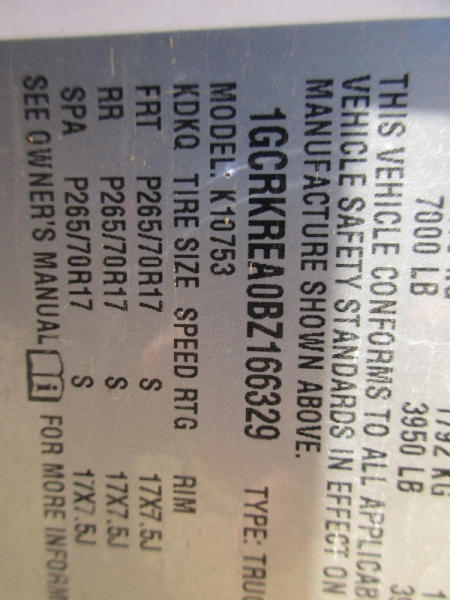 7000 LB
1792 KG
3950 LB
THIS VEHICLE CONFORMS TO ALL APPLICAB
VEHICLE SAFETY STANDARDS IN EFFECT ON
MANUFACTURE SHOWN ABOVE.
1GCRKREA0BZ166329 TYPE: TRUC
MODEL: K10753
KDKQ TIRE SIZE SPEED RTG RIM
FRT P265/70R17 S 17X7.5J
RR P265/70R17 S 17X7.5J
SPA P265/70R17 S 17X7.5J
SEE OWNER'S MANUAL i FOR MORE INFORM